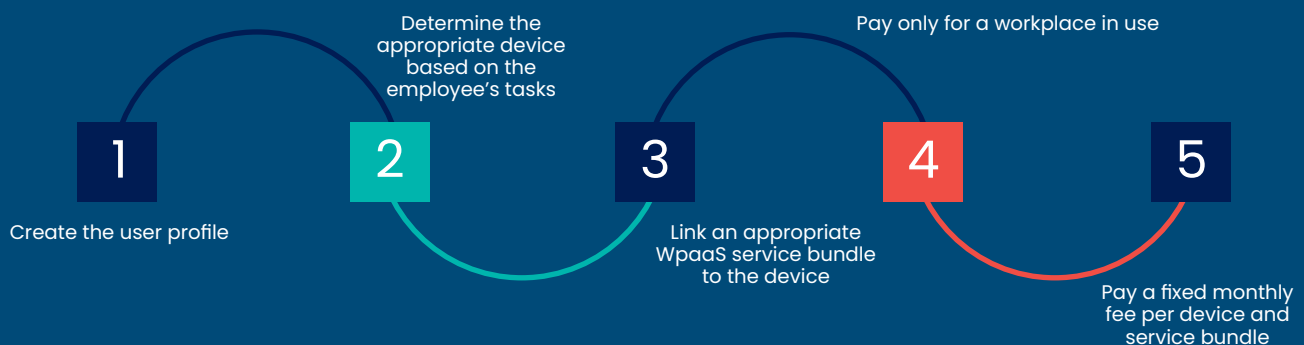 1
Create the user profile
2
Determine the
appropriate device
based on the
employee's tasks
3
Link an appropriate
WpaaS service bundle
to the device
4
Pay only for a workplace in use
5
Pay a fixed monthly
fee per device and
service bundle